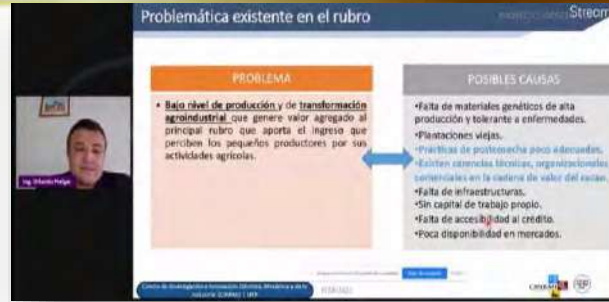 Problemática existente en el rubro
Stream
PROBLEMA
• Bajo nivel de producción y de transformación
agroindustrial que genere valor agregado al
principal rubro que aporta el ingreso que
perciben los pequeños productores por sus
actividades agrícolas.
POSIBLES CAUSAS
•Falta de materiales genéticos de alta
producción y tolerante a enfermedades.
•Plantaciones viejas.
•Prácticas de postcosecha poco adecuadas.
•Existen carencias técnicas, organizacionales
comerciales en la cadena de valor del cacao.
•Falta de infraestructuras.
•Sin capital de trabajo propio.
•Falta de accesibilidad al crédito.
•Poca disponibilidad en mercados.